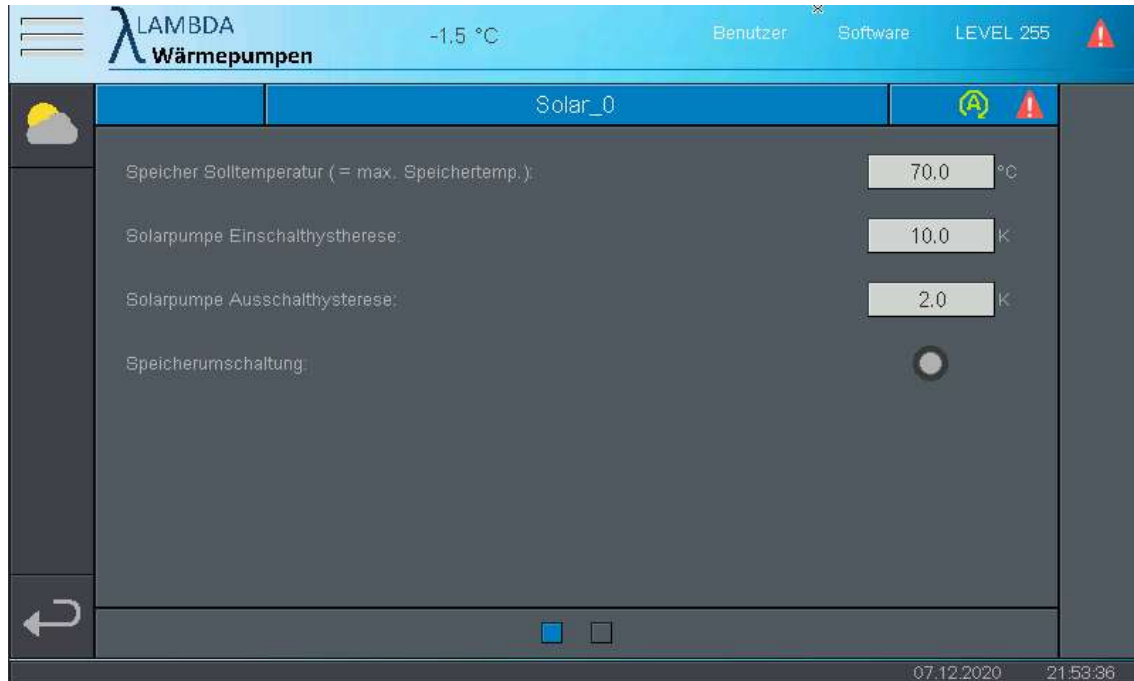 LAMBDA
Wärmepumpen
-1.5 °C
Benutzer
Software
LEVEL 255
Solar_0
A
Speicher Solltemperatur ( = max. Speichertemp.):
70.0 °C
Solarpumpe Einschalthystherese:
10.0 K
Solarpumpe Ausschalthysterese:
2.0 K
Speicherumschaltung:
07.12.2020 21:53:36